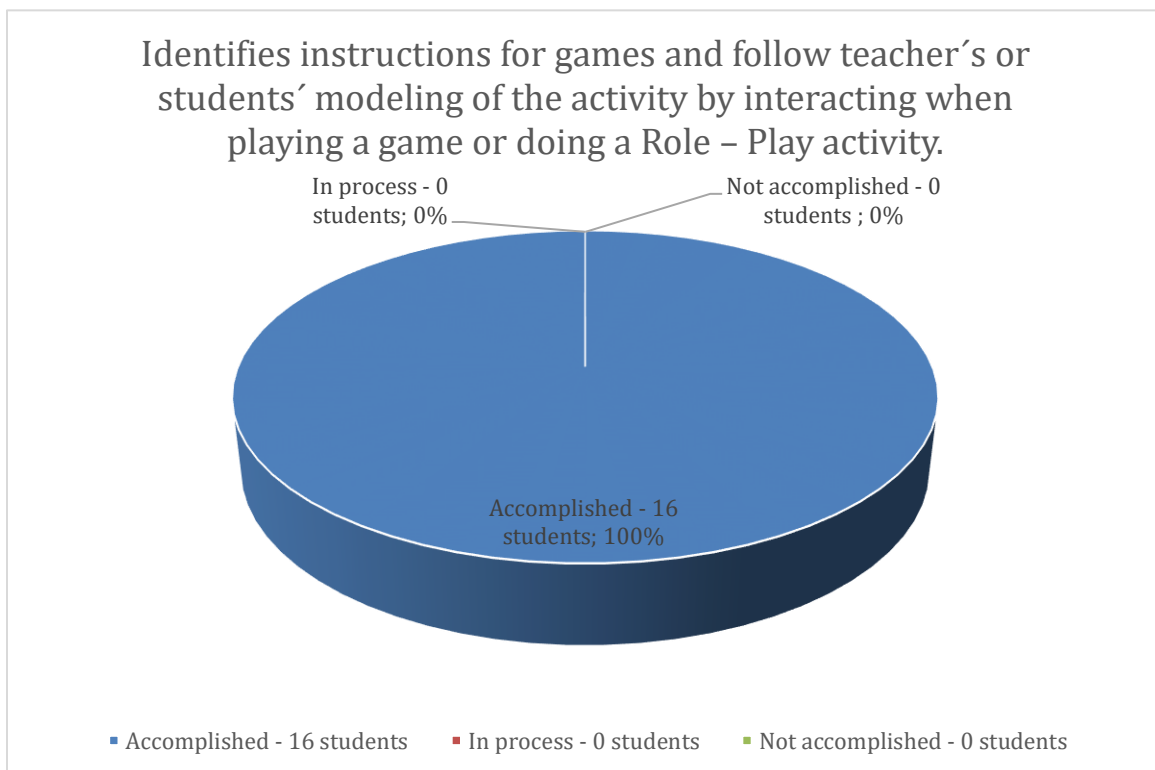 Identifies instructions for games and follow teacher´s or
students´ modeling of the activity by interacting when
playing a game or doing a Role – Play activity.
In process - 0
students; 0%
Not accomplished - 0
students ; 0%
Accomplished - 16
students; 100%
Accomplished - 16 students
In process - 0 students
Not accomplished - 0 students